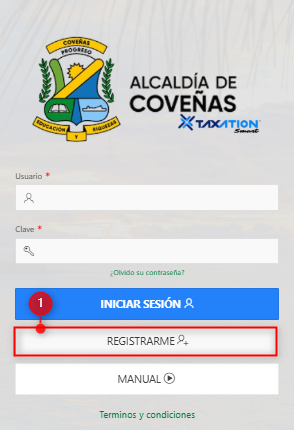 COVEÑAS
PROGRESO
EDUCACIÓN Y RIQUEZAS
ALCALDÍA DE
COVEÑAS
TAXATION
Smart
Usuario *
Clave *
¿Olvido su contraseña?
1
INICIAR SESIÓN
REGISTRARME
MANUAL
Terminos y condiciones